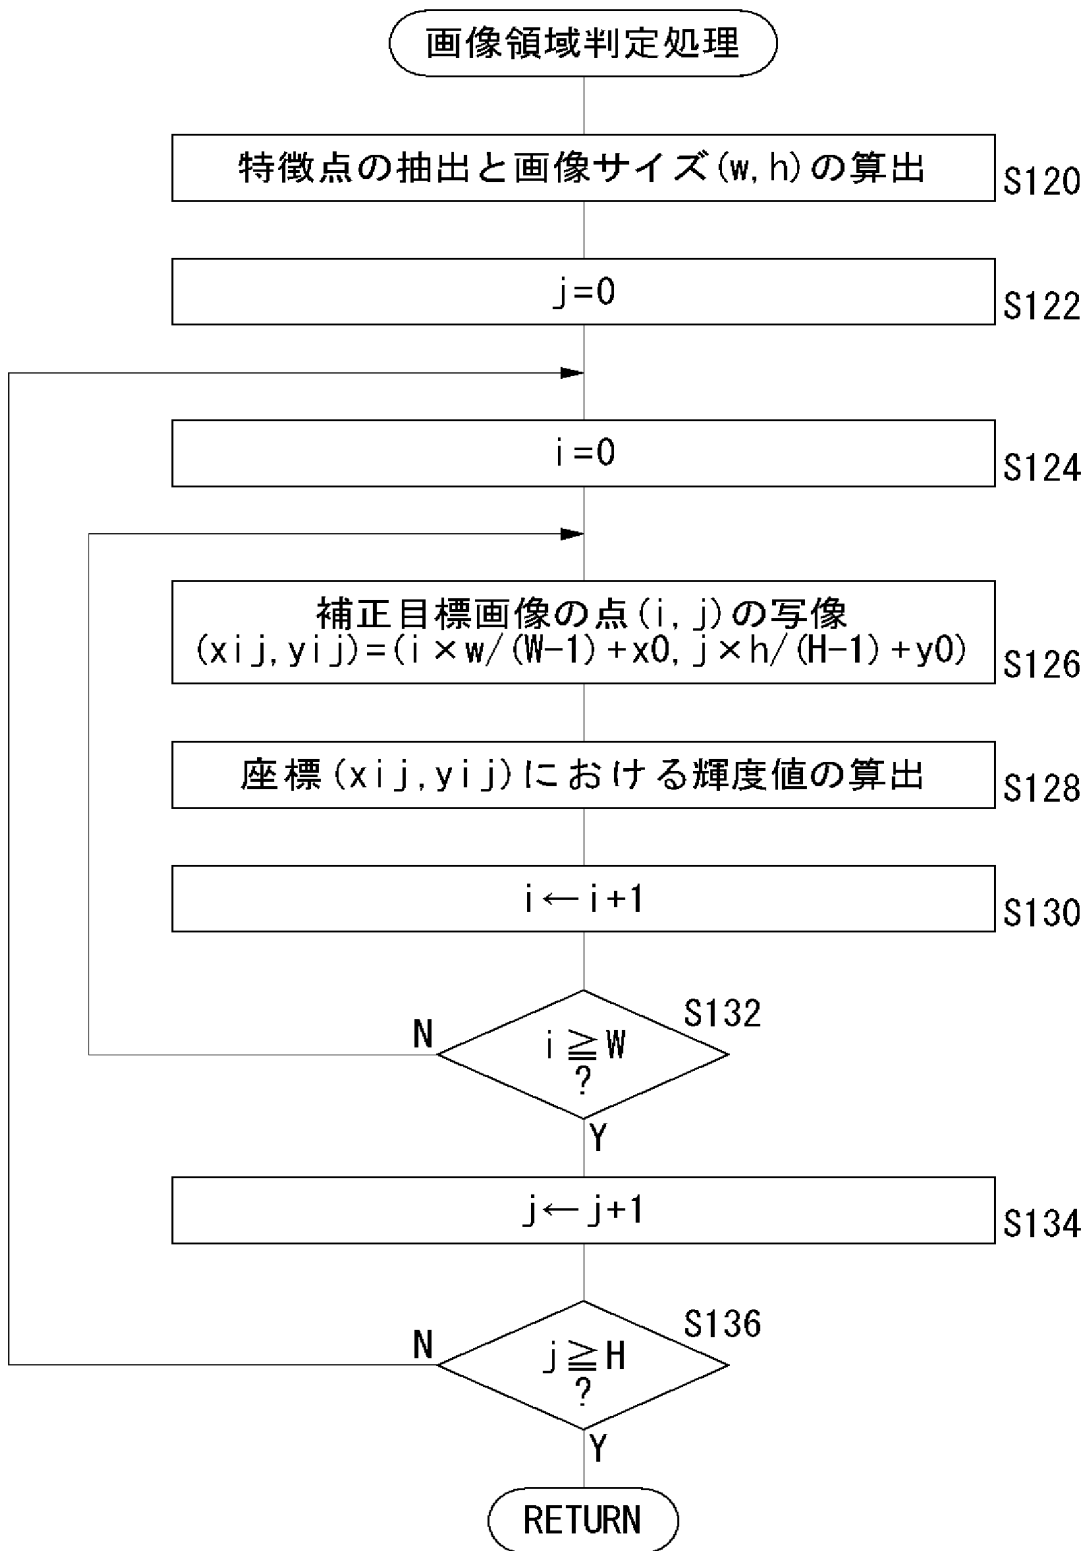 画像領域判定処理
特徴点の抽出と画像サイズ(w,h)の算出
S120
j=0
S122
i=0
S124
補正目標画像の点(i,j)の写像
(xij,yij)=(i×w/(W-1)+x0,j×h/(H-1)+y0)
S126
座標(xij,yij)における輝度値の算出
S128
i←i+1
S130
S132
N
i≧W
?
Y
j←j+1
S134
S136
N
j≧H
?
Y
RETURN